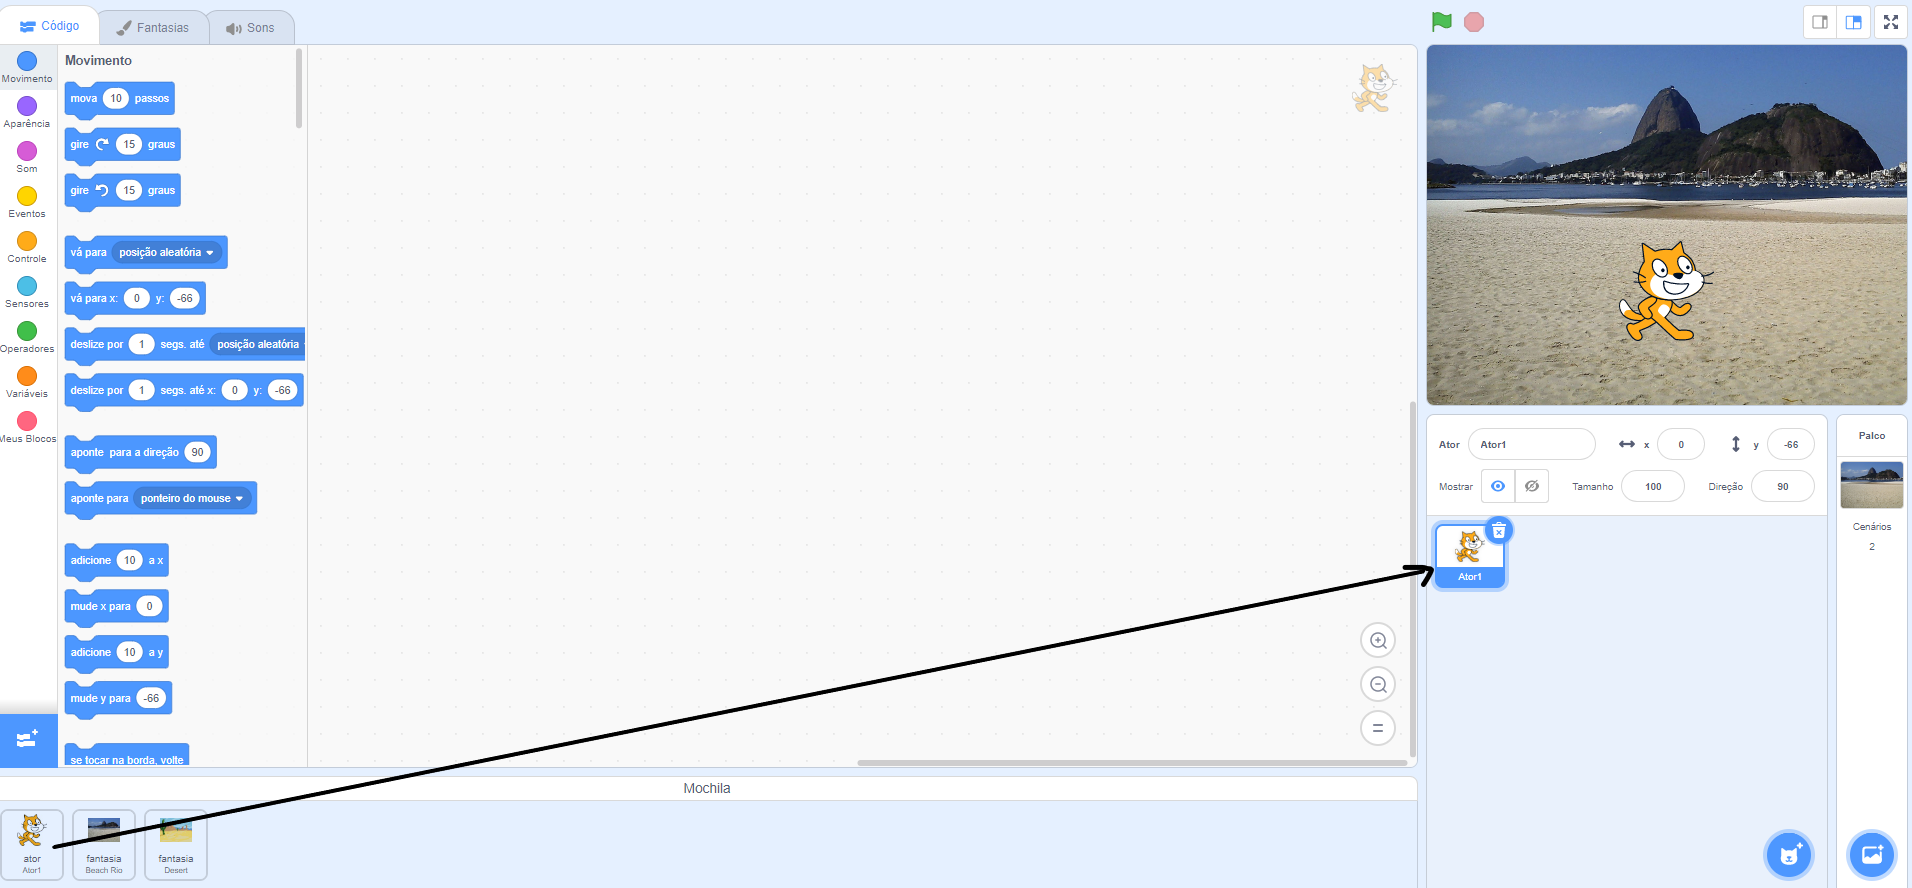 Código
Fantasias
Sons
Movimento
Movimento
Aparência
Som
Eventos
Controle
Sensores
Operadores
Variáveis
Meus Blocos
mova 10 passos
gire 15 graus
gire 15 graus
vá para posição aleatória
vá para x: 0 y: -66
deslize por 1 segs. até posição aleatória
deslize por 1 segs. até x: 0 y: -66
aponte para a direção 90
aponte para ponteiro do mouse
adicione 10 a x
mude x para 0
adicione 10 a y
mude y para -66
se tocar na borda, volte
Mochila
ator
Ator1
fantasia
Beach Rio
fantasia
Desert
Ator Ator1 x 0 y -66
Mostrar Tamanho 100 Direção 90
Ator1
Palco
Cenários
2